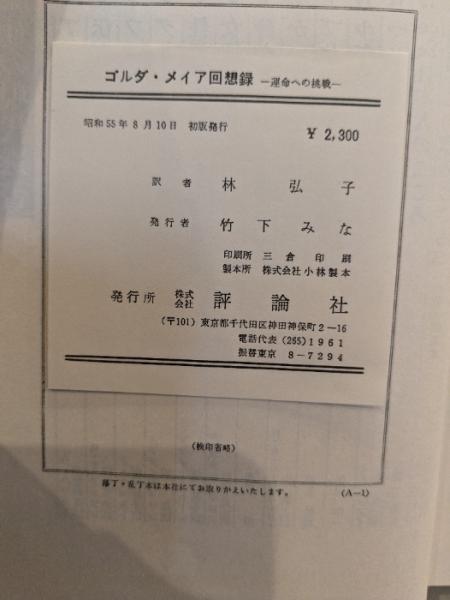 ゴルダ・メイア回想録 ―運命への挑戦―
昭和55年8月10日 初版発行 ¥2,300
訳者 林弘子
発行者 竹下みな
印刷所 三倉印刷
製本所 株式会社小林製本
発行所 株式会社 評論社
(〒101) 東京都千代田区神田神保町2-16
電話代表 (265) 1961
振替東京 8-7294
(検印省略)
落丁・乱丁本は本社にてお取りかえいたします。 (A-1)